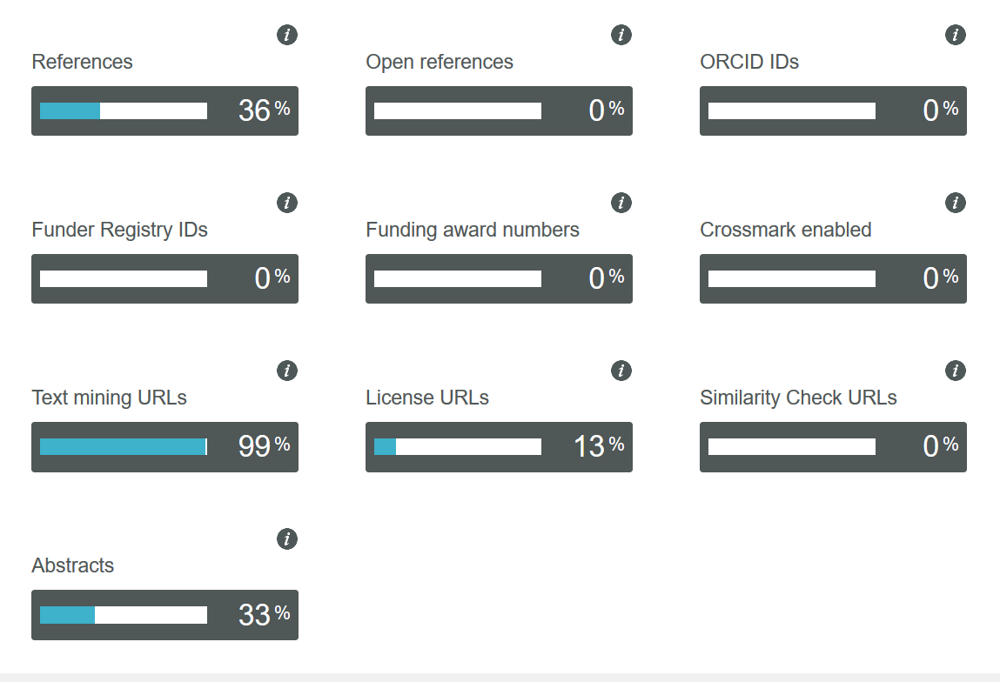 References
36 %
Open references
0 %
ORCID IDs
0 %
Funder Registry IDs
0 %
Funding award numbers
0 %
Crossmark enabled
0 %
Text mining URLs
99 %
License URLs
13 %
Similarity Check URLs
0 %
Abstracts
33 %